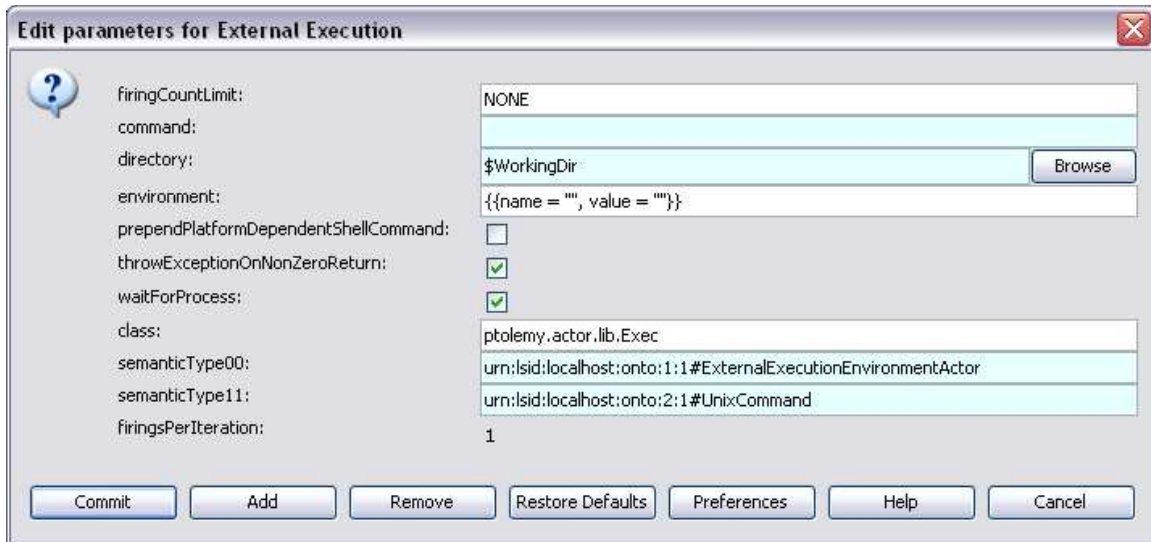 Edit parameters for External Execution
firingCountLimit: NONE
command:
directory: $WorkingDir Browse
environment: {{name = "", value = ""}}
prependPlatformDependentShellCommand:
throwExceptionOnNonZeroReturn:
waitForProcess:
class: ptolemy.actor.lib.Exec
semanticType00: urn:lsid:localhost:onto:1:1#ExternalExecutionEnvironmentActor
semanticType11: urn:lsid:localhost:onto:2:1#UnixCommand
firingsPerIteration: 1
Commit Add Remove Restore Defaults Preferences Help Cancel